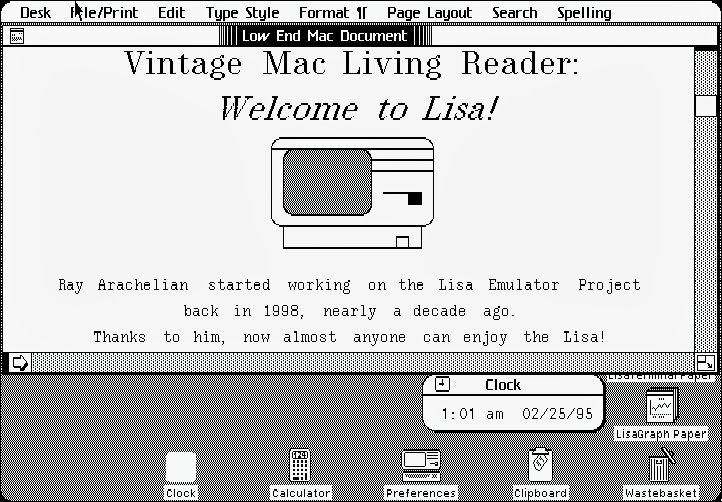 Desk File/Print Edit Type Style Format ¶ Page Layout Search Spelling
Low End Mac Document
Vintage Mac Living Reader:
Welcome to Lisa!
Ray Arachelian started working on the Lisa Emulator Project
back in 1998, nearly a decade ago.
Thanks to him, now almost anyone can enjoy the Lisa!
LisaTerminal Paper
Clock
1:01 am 02/25/95
LisaGraph Paper
Clock Calculator Preferences Clipboard Wastebasket